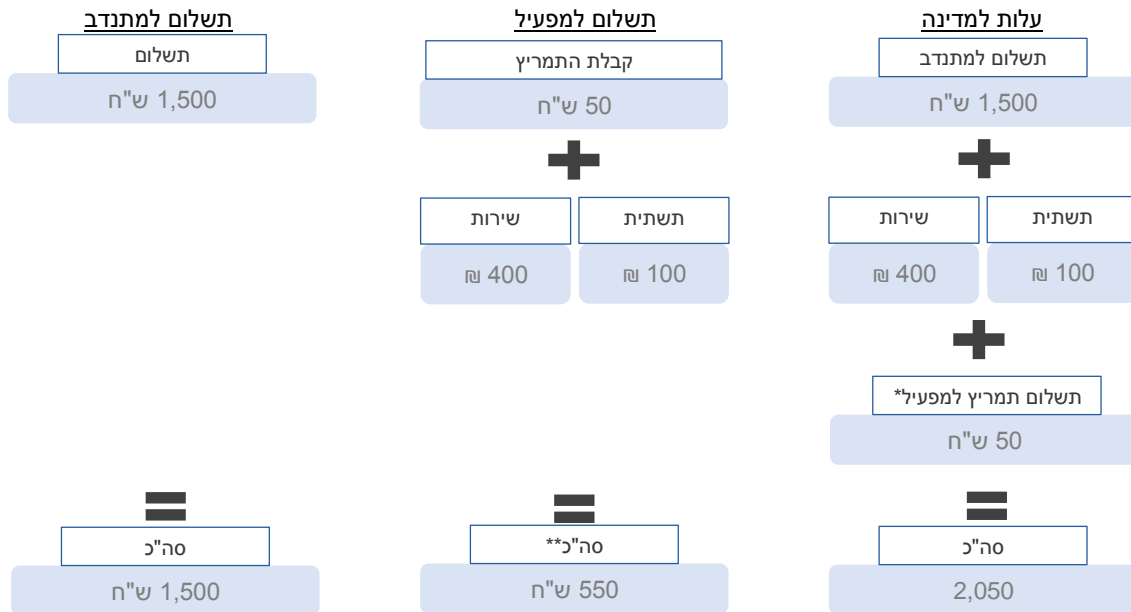 עלות למדינה
תשלום למתנדב
1,500 ש"ח
תשתית
שירות
100 ₪
400 ₪
תשלום תמריץ למפעיל*
50 ש"ח
סה"כ
2,050
תשלום למפעיל
קבלת התמריץ
50 ש"ח
תשתית
שירות
100 ₪
400 ₪
סה"כ**
550 ש"ח
תשלום למתנדב
תשלום
1,500 ש"ח
סה"כ
1,500 ש"ח